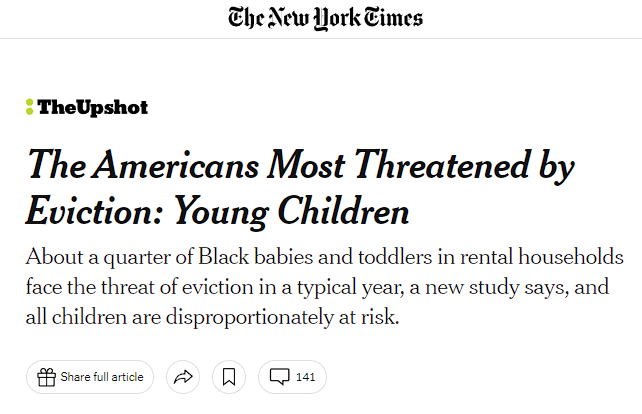 The New York Times
TheUpshot
The Americans Most Threatened by
Eviction: Young Children
About a quarter of Black babies and toddlers in rental households
face the threat of eviction in a typical year, a new study says, and
all children are disproportionately at risk.
Share full article
141